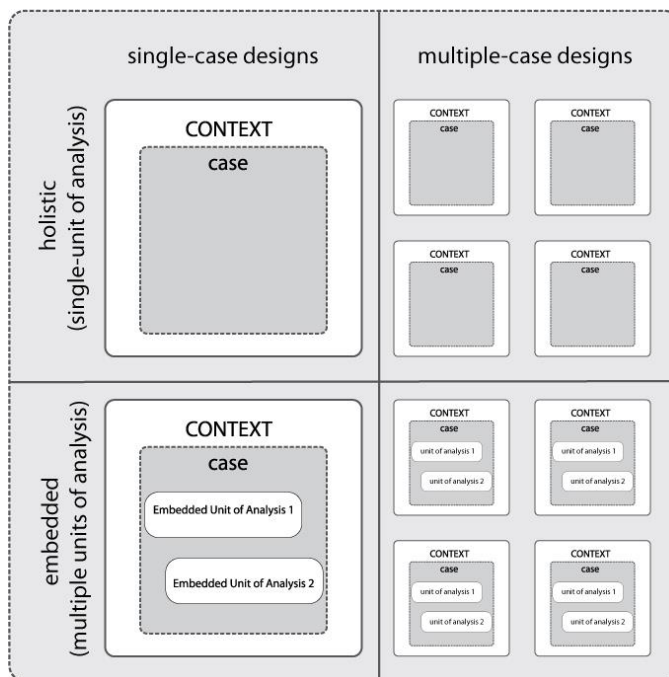 single-case designs
multiple-case designs
holistic
(single-unit of analysis)
CONTEXT
case
CONTEXT
case
CONTEXT
case
CONTEXT
case
CONTEXT
case
embedded
(multiple units of analysis)
CONTEXT
case
Embedded Unit of Analysis 1
Embedded Unit of Analysis 2
CONTEXT
case
unit of analysis 1
unit of analysis 2
CONTEXT
case
unit of analysis 1
unit of analysis 2
CONTEXT
case
unit of analysis 1
unit of analysis 2
CONTEXT
case
unit of analysis 1
unit of analysis 2